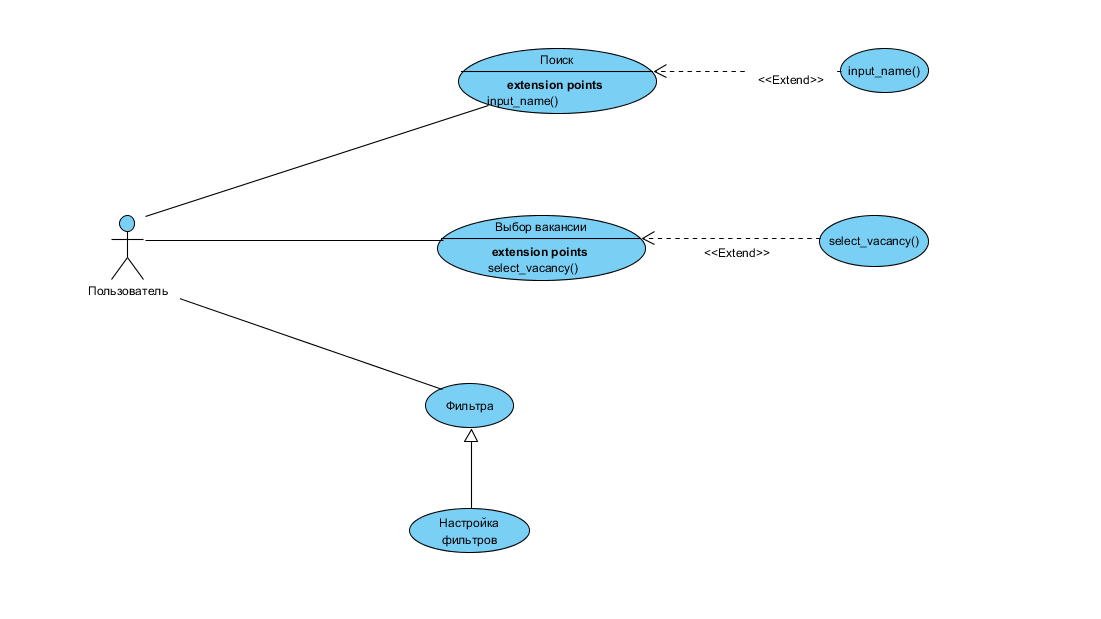 Поиск
extension points
input_name()
<<Extend>>
input_name()
Выбор вакансии
extension points
select_vacancy()
<<Extend>>
select_vacancy()
Пользователь
Фильтра
Настройка
фильтров